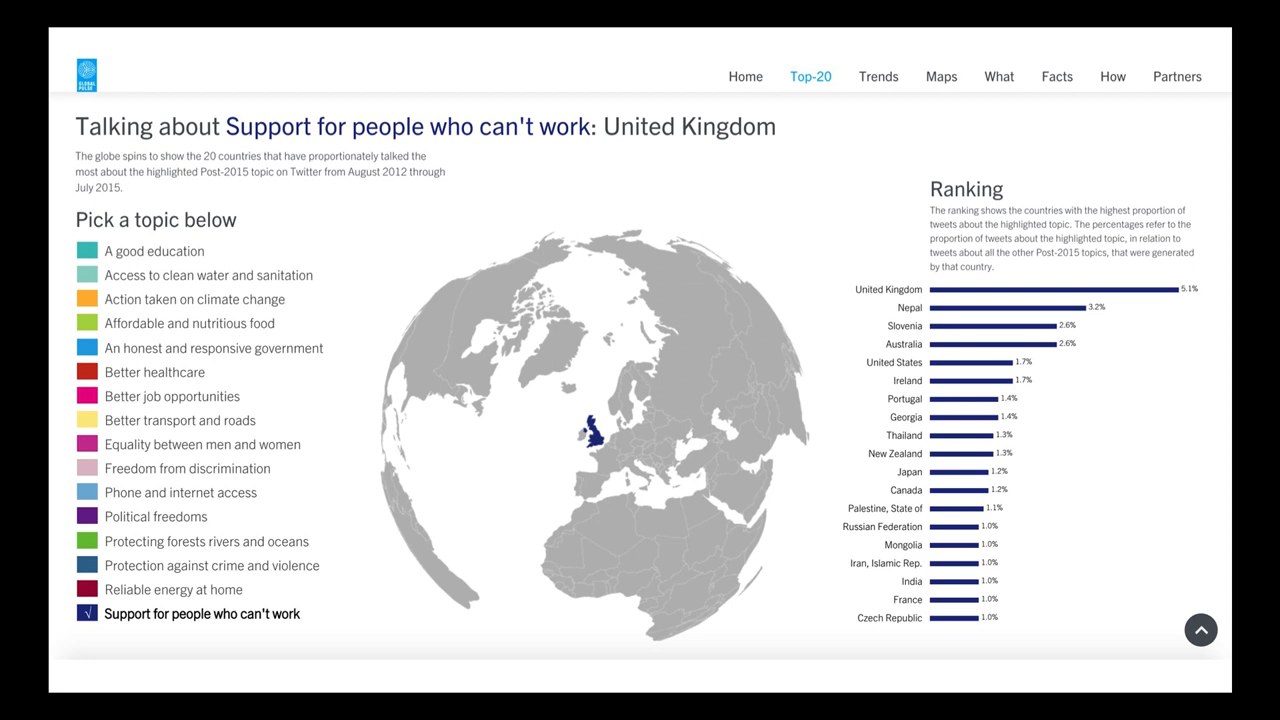 GLOBAL
PULSE
Home Top-20 Trends Maps What Facts How Partners
Talking about Support for people who can't work: United Kingdom
The globe spins to show the 20 countries that have proportionately talked the
most about the highlighted Post-2015 topic on Twitter from August 2012 through
July 2015.
Pick a topic below
A good education
Access to clean water and sanitation
Action taken on climate change
Affordable and nutritious food
An honest and responsive government
Better healthcare
Better job opportunities
Better transport and roads
Equality between men and women
Freedom from discrimination
Phone and internet access
Political freedoms
Protecting forests rivers and oceans
Protection against crime and violence
Reliable energy at home
√ Support for people who can't work
Ranking
The ranking shows the countries with the highest proportion of
tweets about the highlighted topic. The percentages refer to the
proportion of tweets about the highlighted topic, in relation to
tweets about all the other Post-2015 topics, that were generated
by that country.
United Kingdom 5.1%
Nepal 3.2%
Slovenia 2.6%
Australia 2.6%
United States 1.7%
Ireland 1.7%
Portugal 1.4%
Georgia 1.4%
Thailand 1.3%
New Zealand 1.3%
Japan 1.2%
Canada 1.2%
Palestine, State of 1.1%
Russian Federation 1.0%
Mongolia 1.0%
Iran, Islamic Rep. 1.0%
India 1.0%
France 1.0%
Czech Republic 1.0%